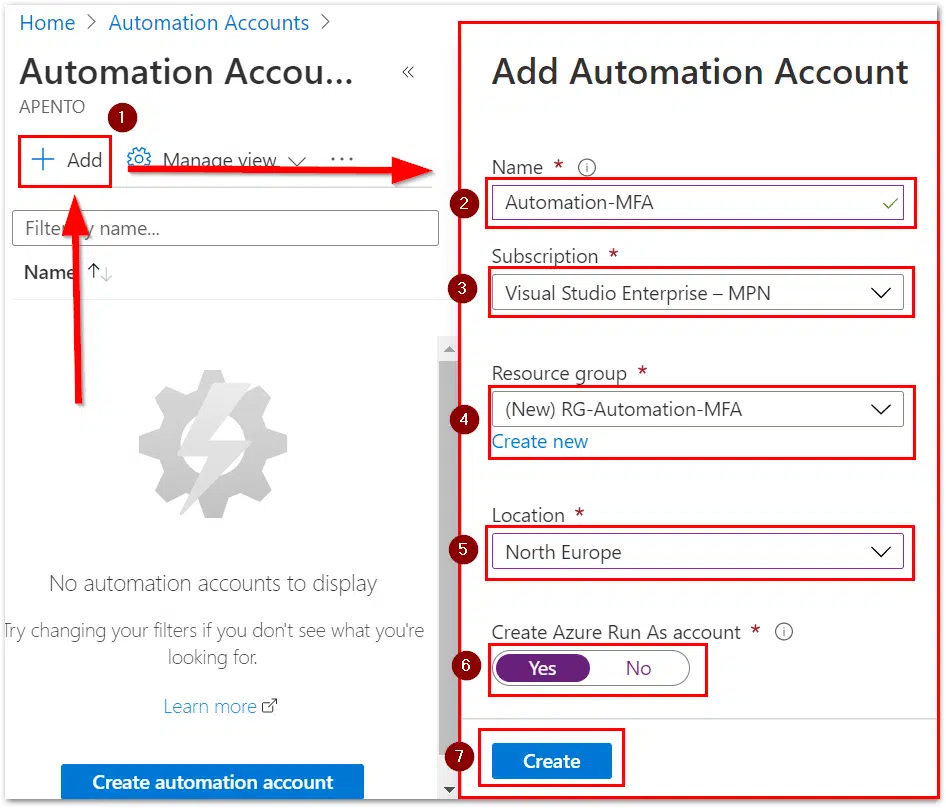 Home > Automation Accounts >
Automation Accou... «
APENTO
1
+ Add Manage view ...
Filter by name...
Name ↑↓
No automation accounts to display
Try changing your filters if you don't see what you're
looking for.
Learn more
Create automation account
Add Automation Account
Name *
2 Automation-MFA
Subscription *
3 Visual Studio Enterprise – MPN
Resource group *
4 (New) RG-Automation-MFA
Create new
Location *
5 North Europe
Create Azure Run As account *
6 Yes No
7 Create